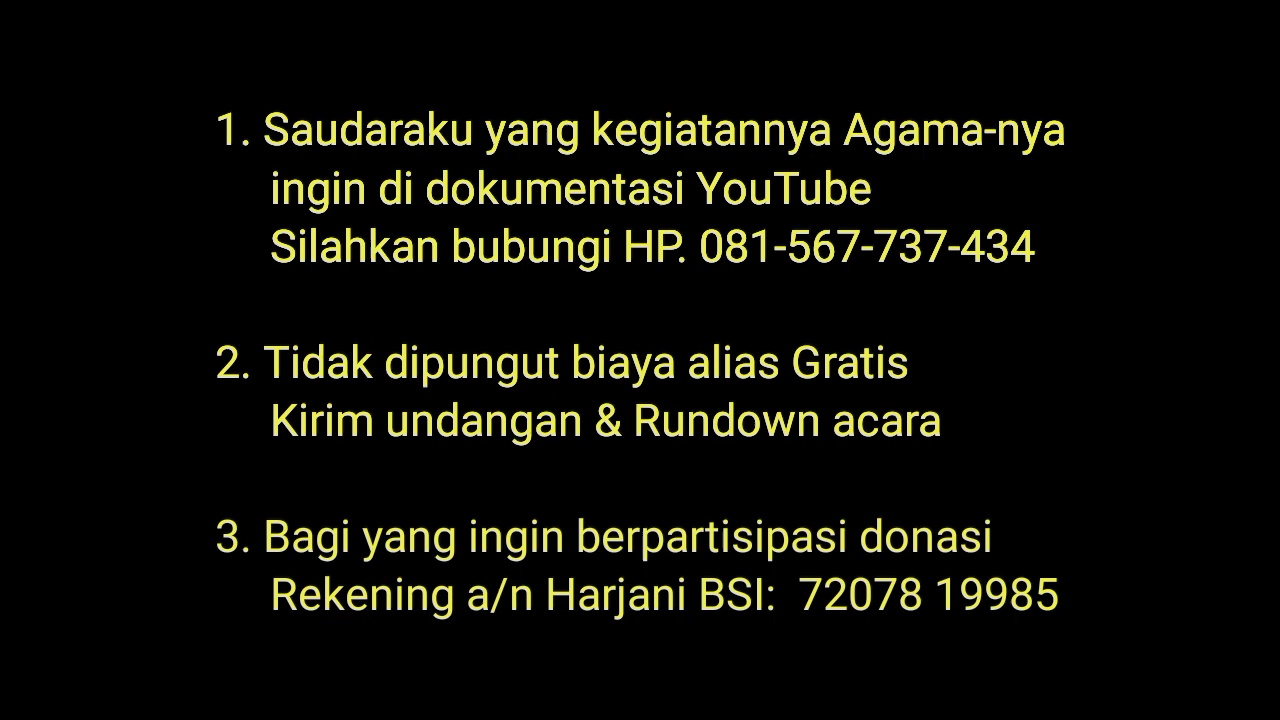 1. Saudaraku yang kegiatannya Agama-nya
ingin di dokumentasi YouTube
Silahkan bubungi HP. 081-567-737-434
2. Tidak dipungut biaya alias Gratis
Kirim undangan & Rundown acara
3. Bagi yang ingin berpartisipasi donasi
Rekening a/n Harjani BSI: 72078 19985